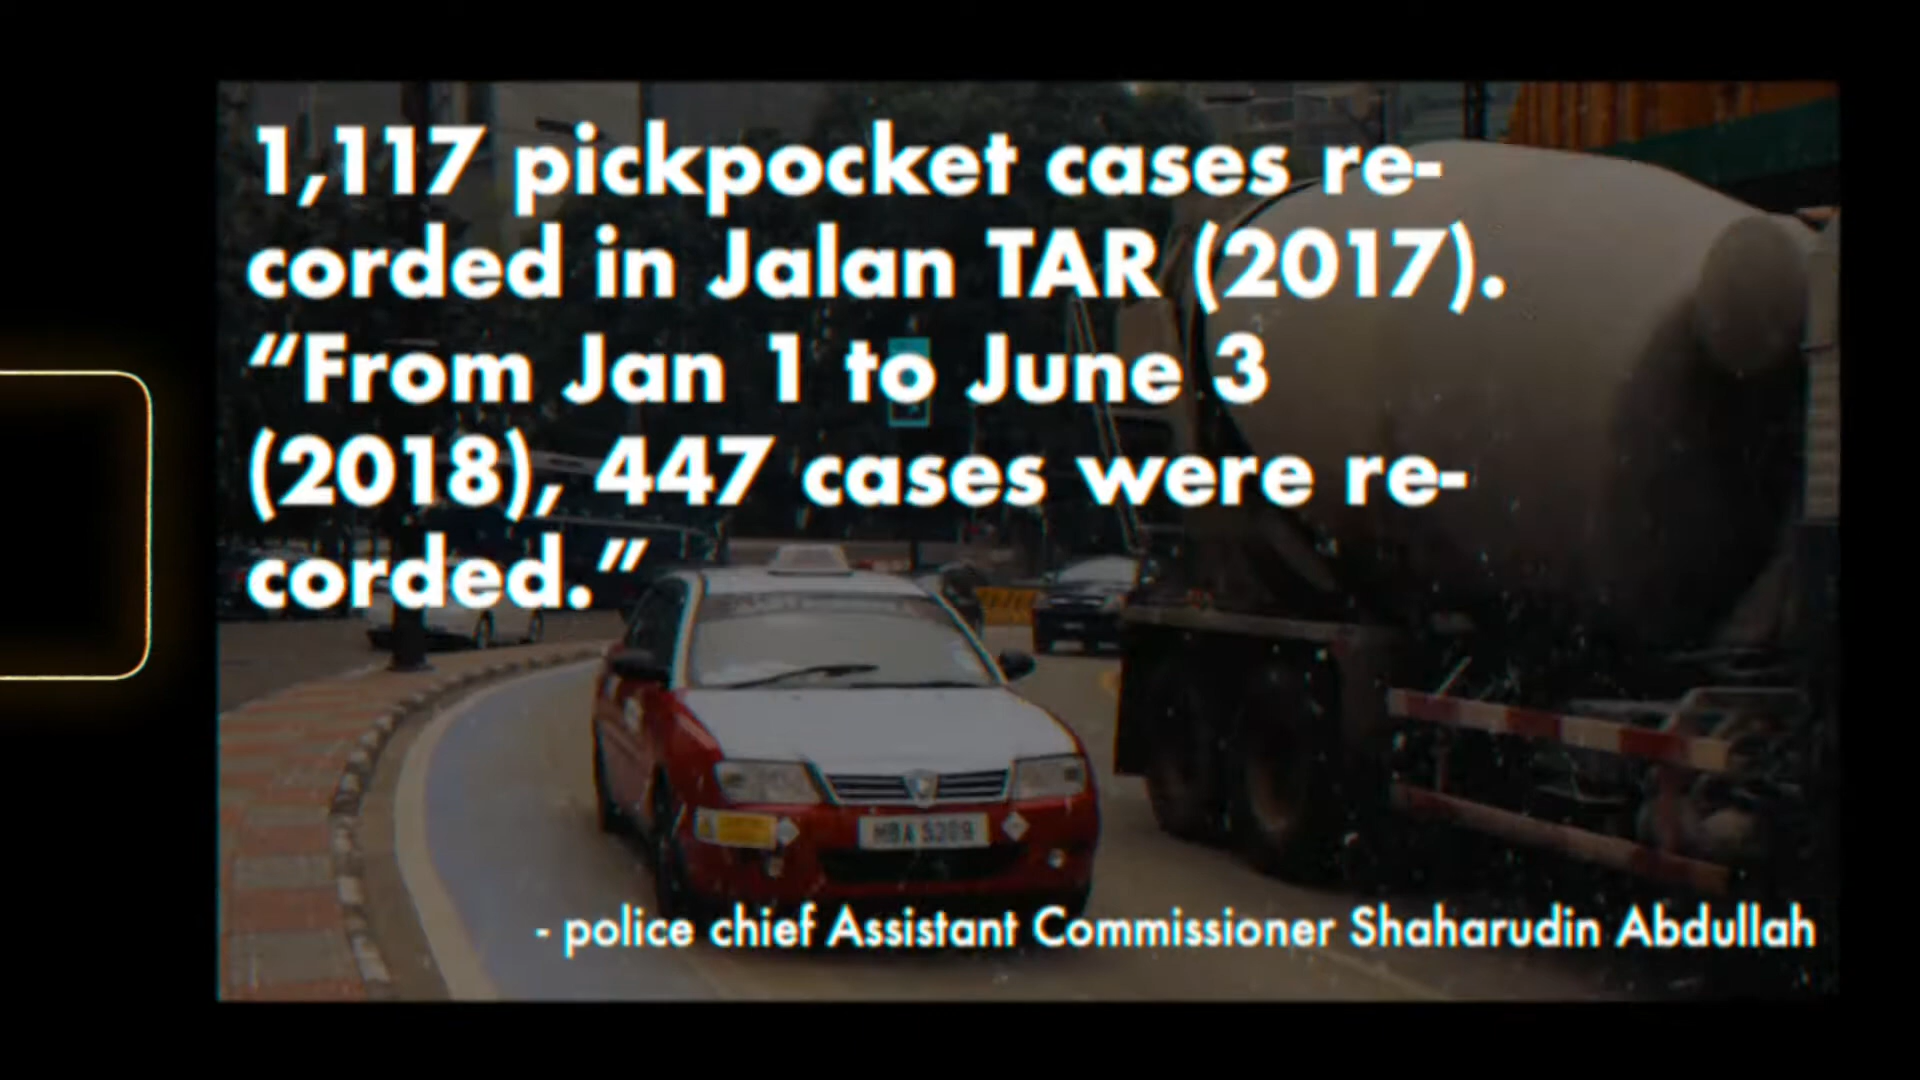 1,117 pickpocket cases re-
corded in Jalan TAR (2017).
“From Jan 1 to June 3
(2018), 447 cases were re-
corded.”
- police chief Assistant Commissioner Shaharudin Abdullah